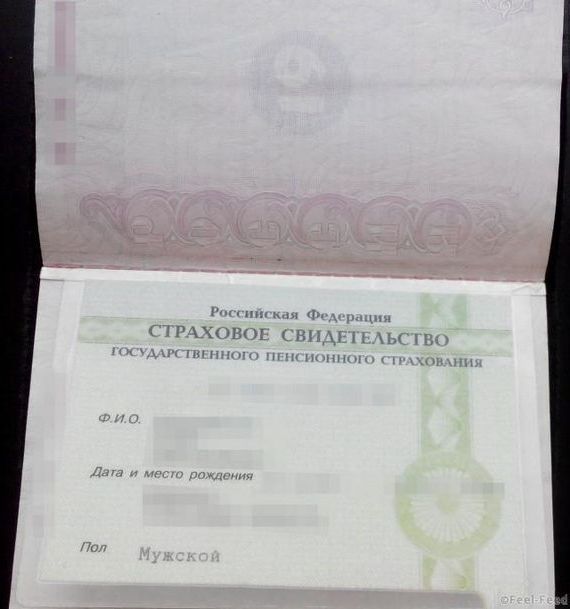 Российская Федерация
СТРАХОВОЕ СВИДЕТЕЛЬСТВО
ГОСУДАРСТВЕННОГО ПЕНСИОННОГО СТРАХОВАНИЯ
Ф.И.О.
Дата и место рождения
Пол Мужской
©Feel-Feed